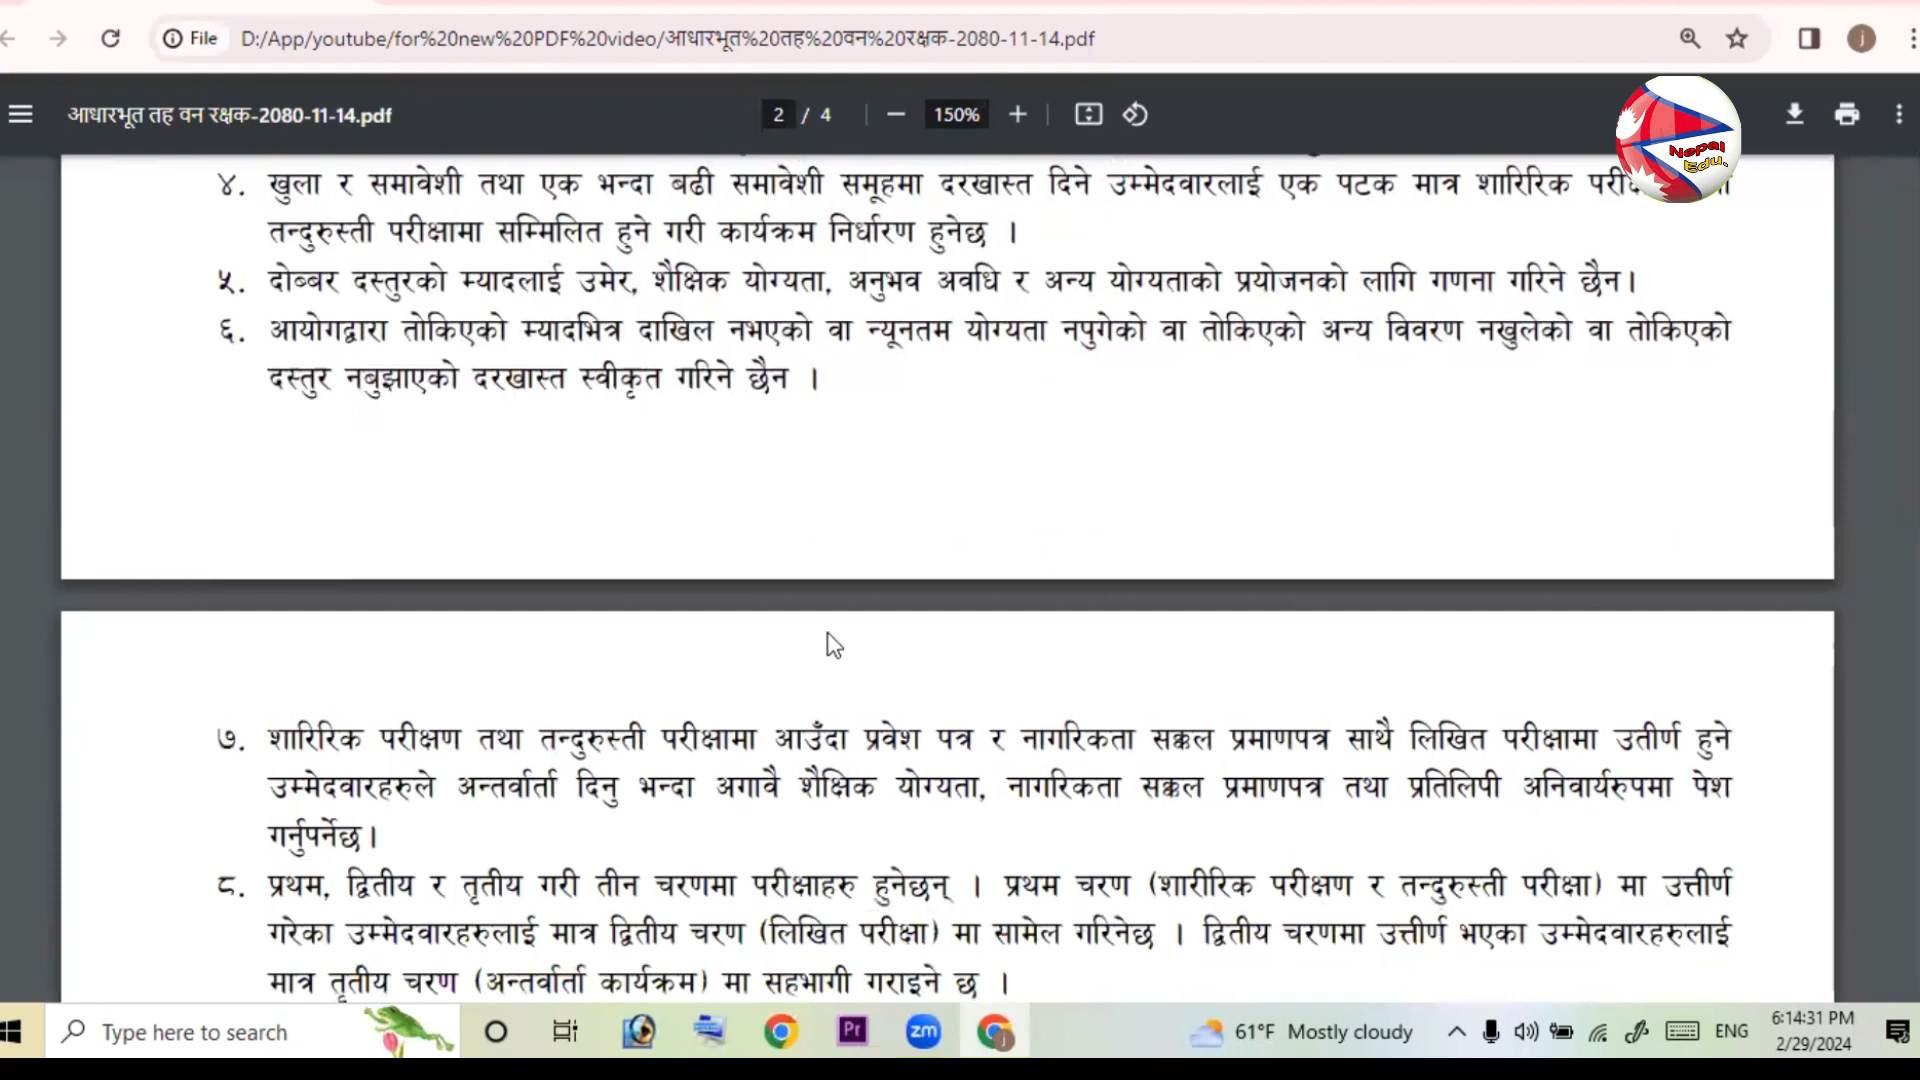 File D:/App/youtube/for%20new%20PDF%20video/आधारभूत%20तह%20वन%20रक्षक-2080-11-14.pdf
j
आधारभूत तह वन रक्षक-2080-11-14.pdf 2 / 4 150%
Nepal
Edu.
४. खुला र समावेशी तथा एक भन्दा बढी समावेशी समूहमा दरखास्त दिने उम्मेदवारलाई एक पटक मात्र शारिरिक
तन्दुरुस्ती परीक्षामा सम्मिलित हुने गरी कार्यक्रम निर्धारण हुनेछ ।
५. दोब्बर दस्तुरको म्यादलाई उमेर, शैक्षिक योग्यता, अनुभव अवधि र अन्य योग्यताको प्रयोजनको लागि गणना गरिने छैन।
६. आयोगद्वारा तोकिएको म्यादभित्र दाखिल नभएको वा न्यूनतम योग्यता नपुगेको वा तोकिएको अन्य विवरण नखुलेको वा तोकिएको
दस्तुर नबुझाएको दरखास्त स्वीकृत गरिने छैन ।
७. शारिरिक परीक्षण तथा तन्दुरुस्ती परीक्षामा आउँदा प्रवेश पत्र र नागरिकता सक्कल प्रमाणपत्र साथै लिखित परीक्षामा उतीर्ण हुने
उम्मेदवारहरुले अन्तर्वार्ता दिनु भन्दा अगावै शैक्षिक योग्यता, नागरिकता सक्कल प्रमाणपत्र तथा प्रतिलिपी अनिवार्यरुपमा पेश
गर्नुपर्नेछ।
८. प्रथम, द्वितीय र तृतीय गरी तीन चरणमा परीक्षाहरु हुनेछन् । प्रथम चरण (शारीरिक परीक्षण र तन्दुरुस्ती परीक्षा) मा उत्तीर्ण
गरेका उम्मेदवारहरुलाई मात्र द्वितीय चरण (लिखित परीक्षा) मा सामेल गरिनेछ । द्वितीय चरणमा उत्तीर्ण भएका उम्मेदवारहरुलाई
मात्र तृतीय चरण (अन्तर्वार्ता कार्यक्रम) मा सहभागी गराइने छ ।
Type here to search Pr zm j 61°F Mostly cloudy ENG 6:14:31 PM
2/29/2024